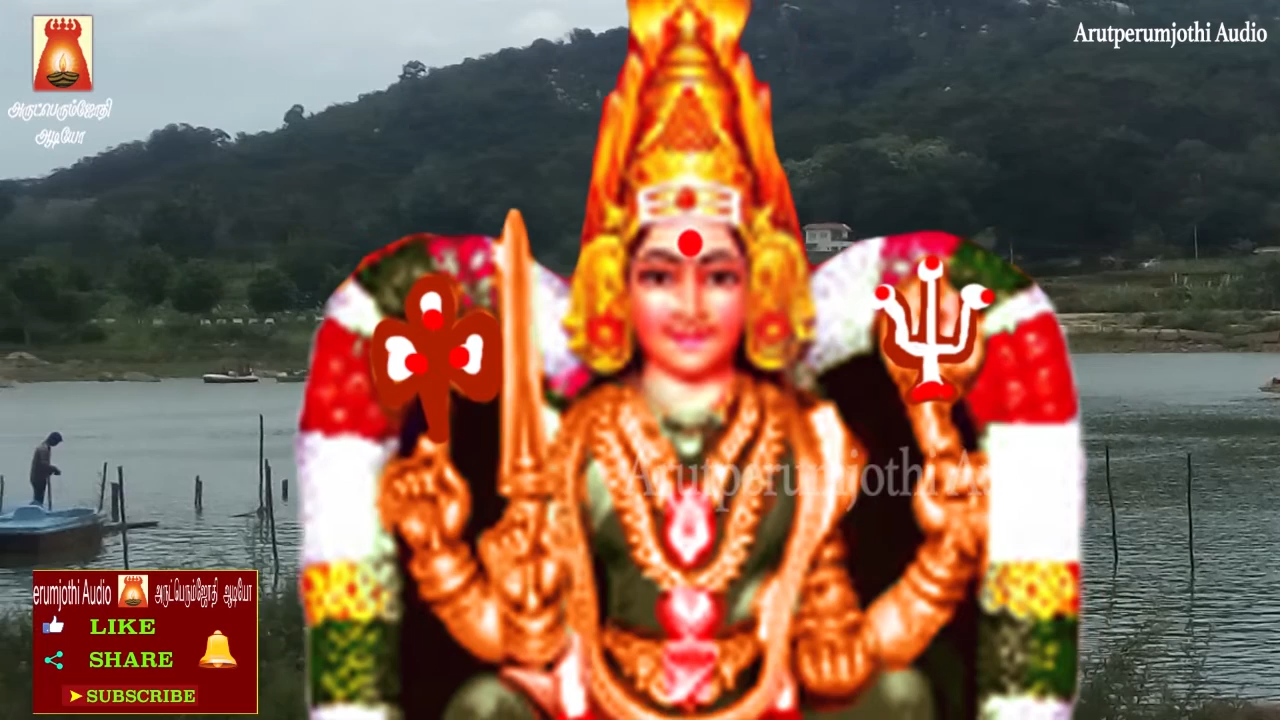 Arutperumjothi Audio
அருட்பெரும்ஜோதி
ஆடியோ
Arutperumjothi A
erumjothi Audio அருட்பெரும்ஜோதி ஆடியோ
LIKE
SHARE
SUBSCRIBE